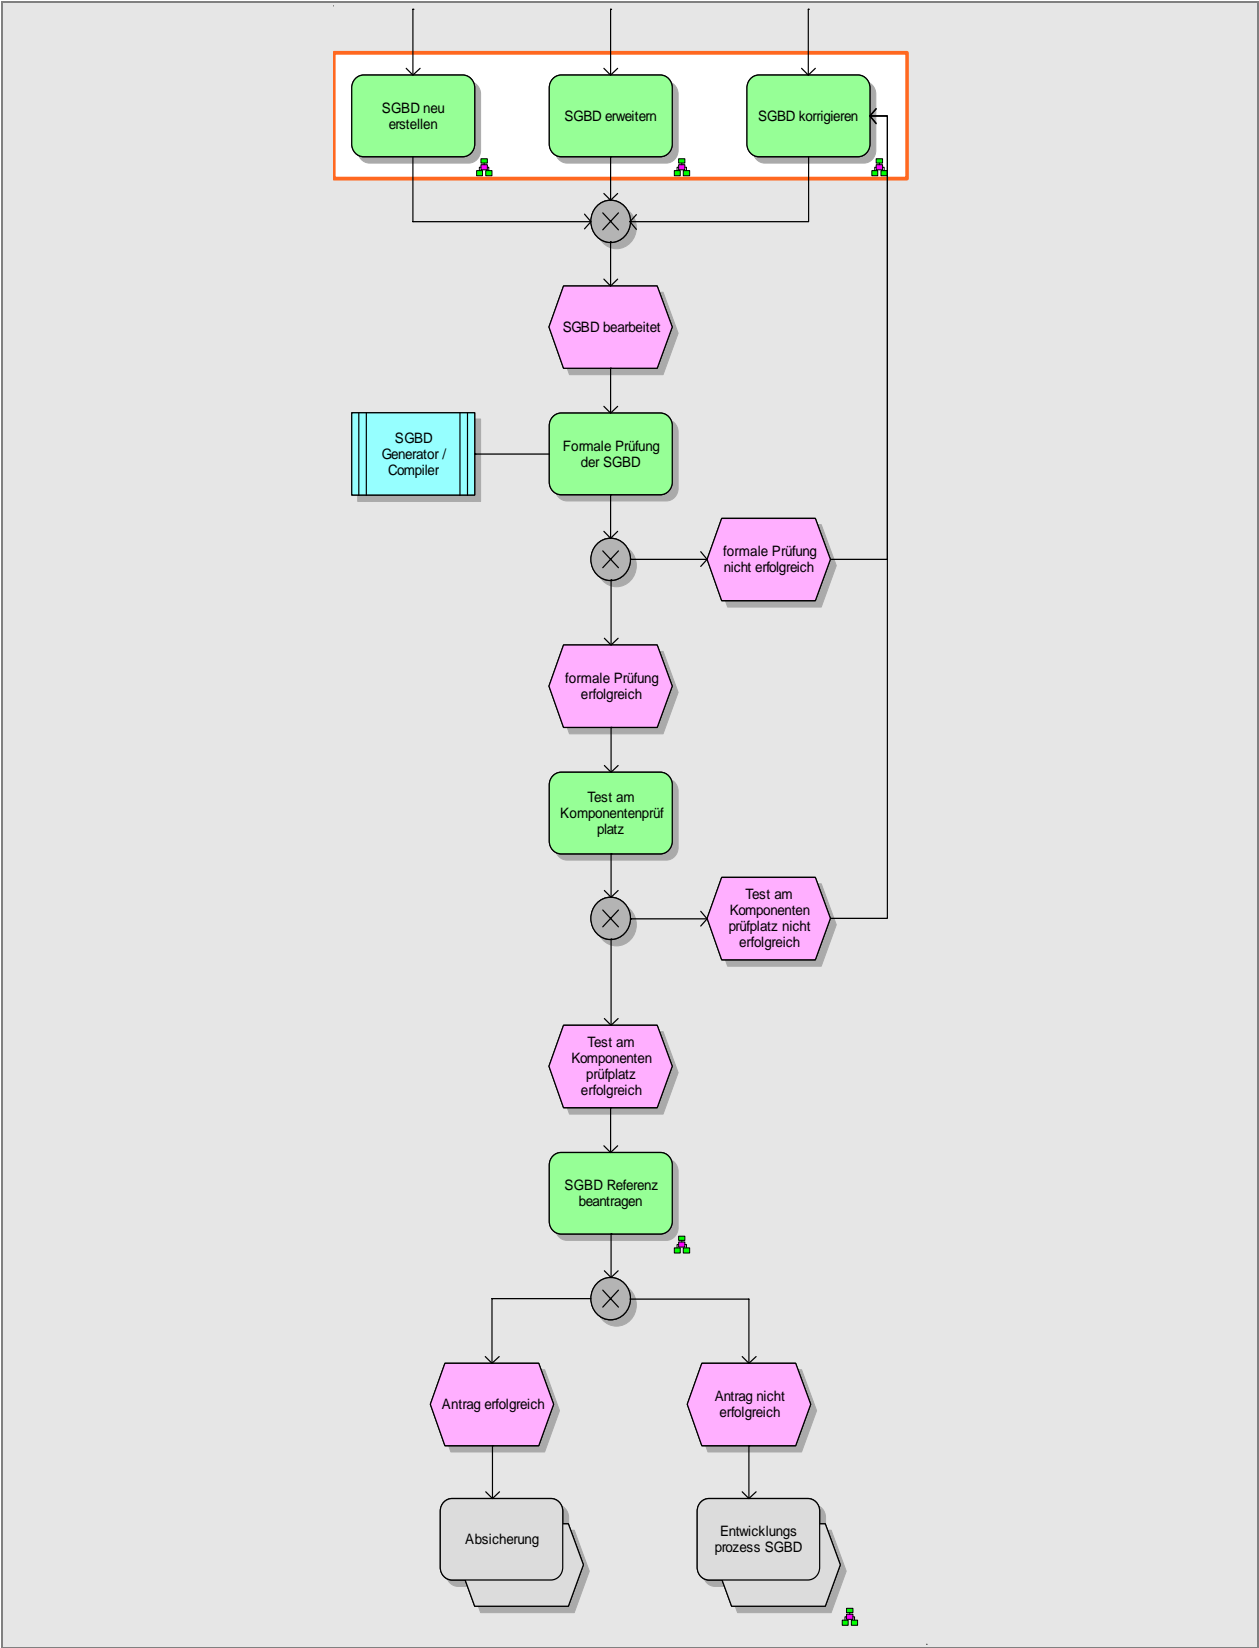 SGBD neu
erstellen
SGBD erweitern
SGBD korrigieren
SGBD bearbeitet
SGBD
Generator /
Compiler
Formale Prüfung
der SGBD
formale Prüfung
nicht erfolgreich
formale Prüfung
erfolgreich
Test am
Komponentenprüf
platz
Test am
Komponenten
prüfplatz nicht
erfolgreich
Test am
Komponenten
prüfplatz
erfolgreich
SGBD Referenz
beantragen
Antrag erfolgreich
Antrag nicht
erfolgreich
Absicherung
Entwicklungs
prozess SGBD